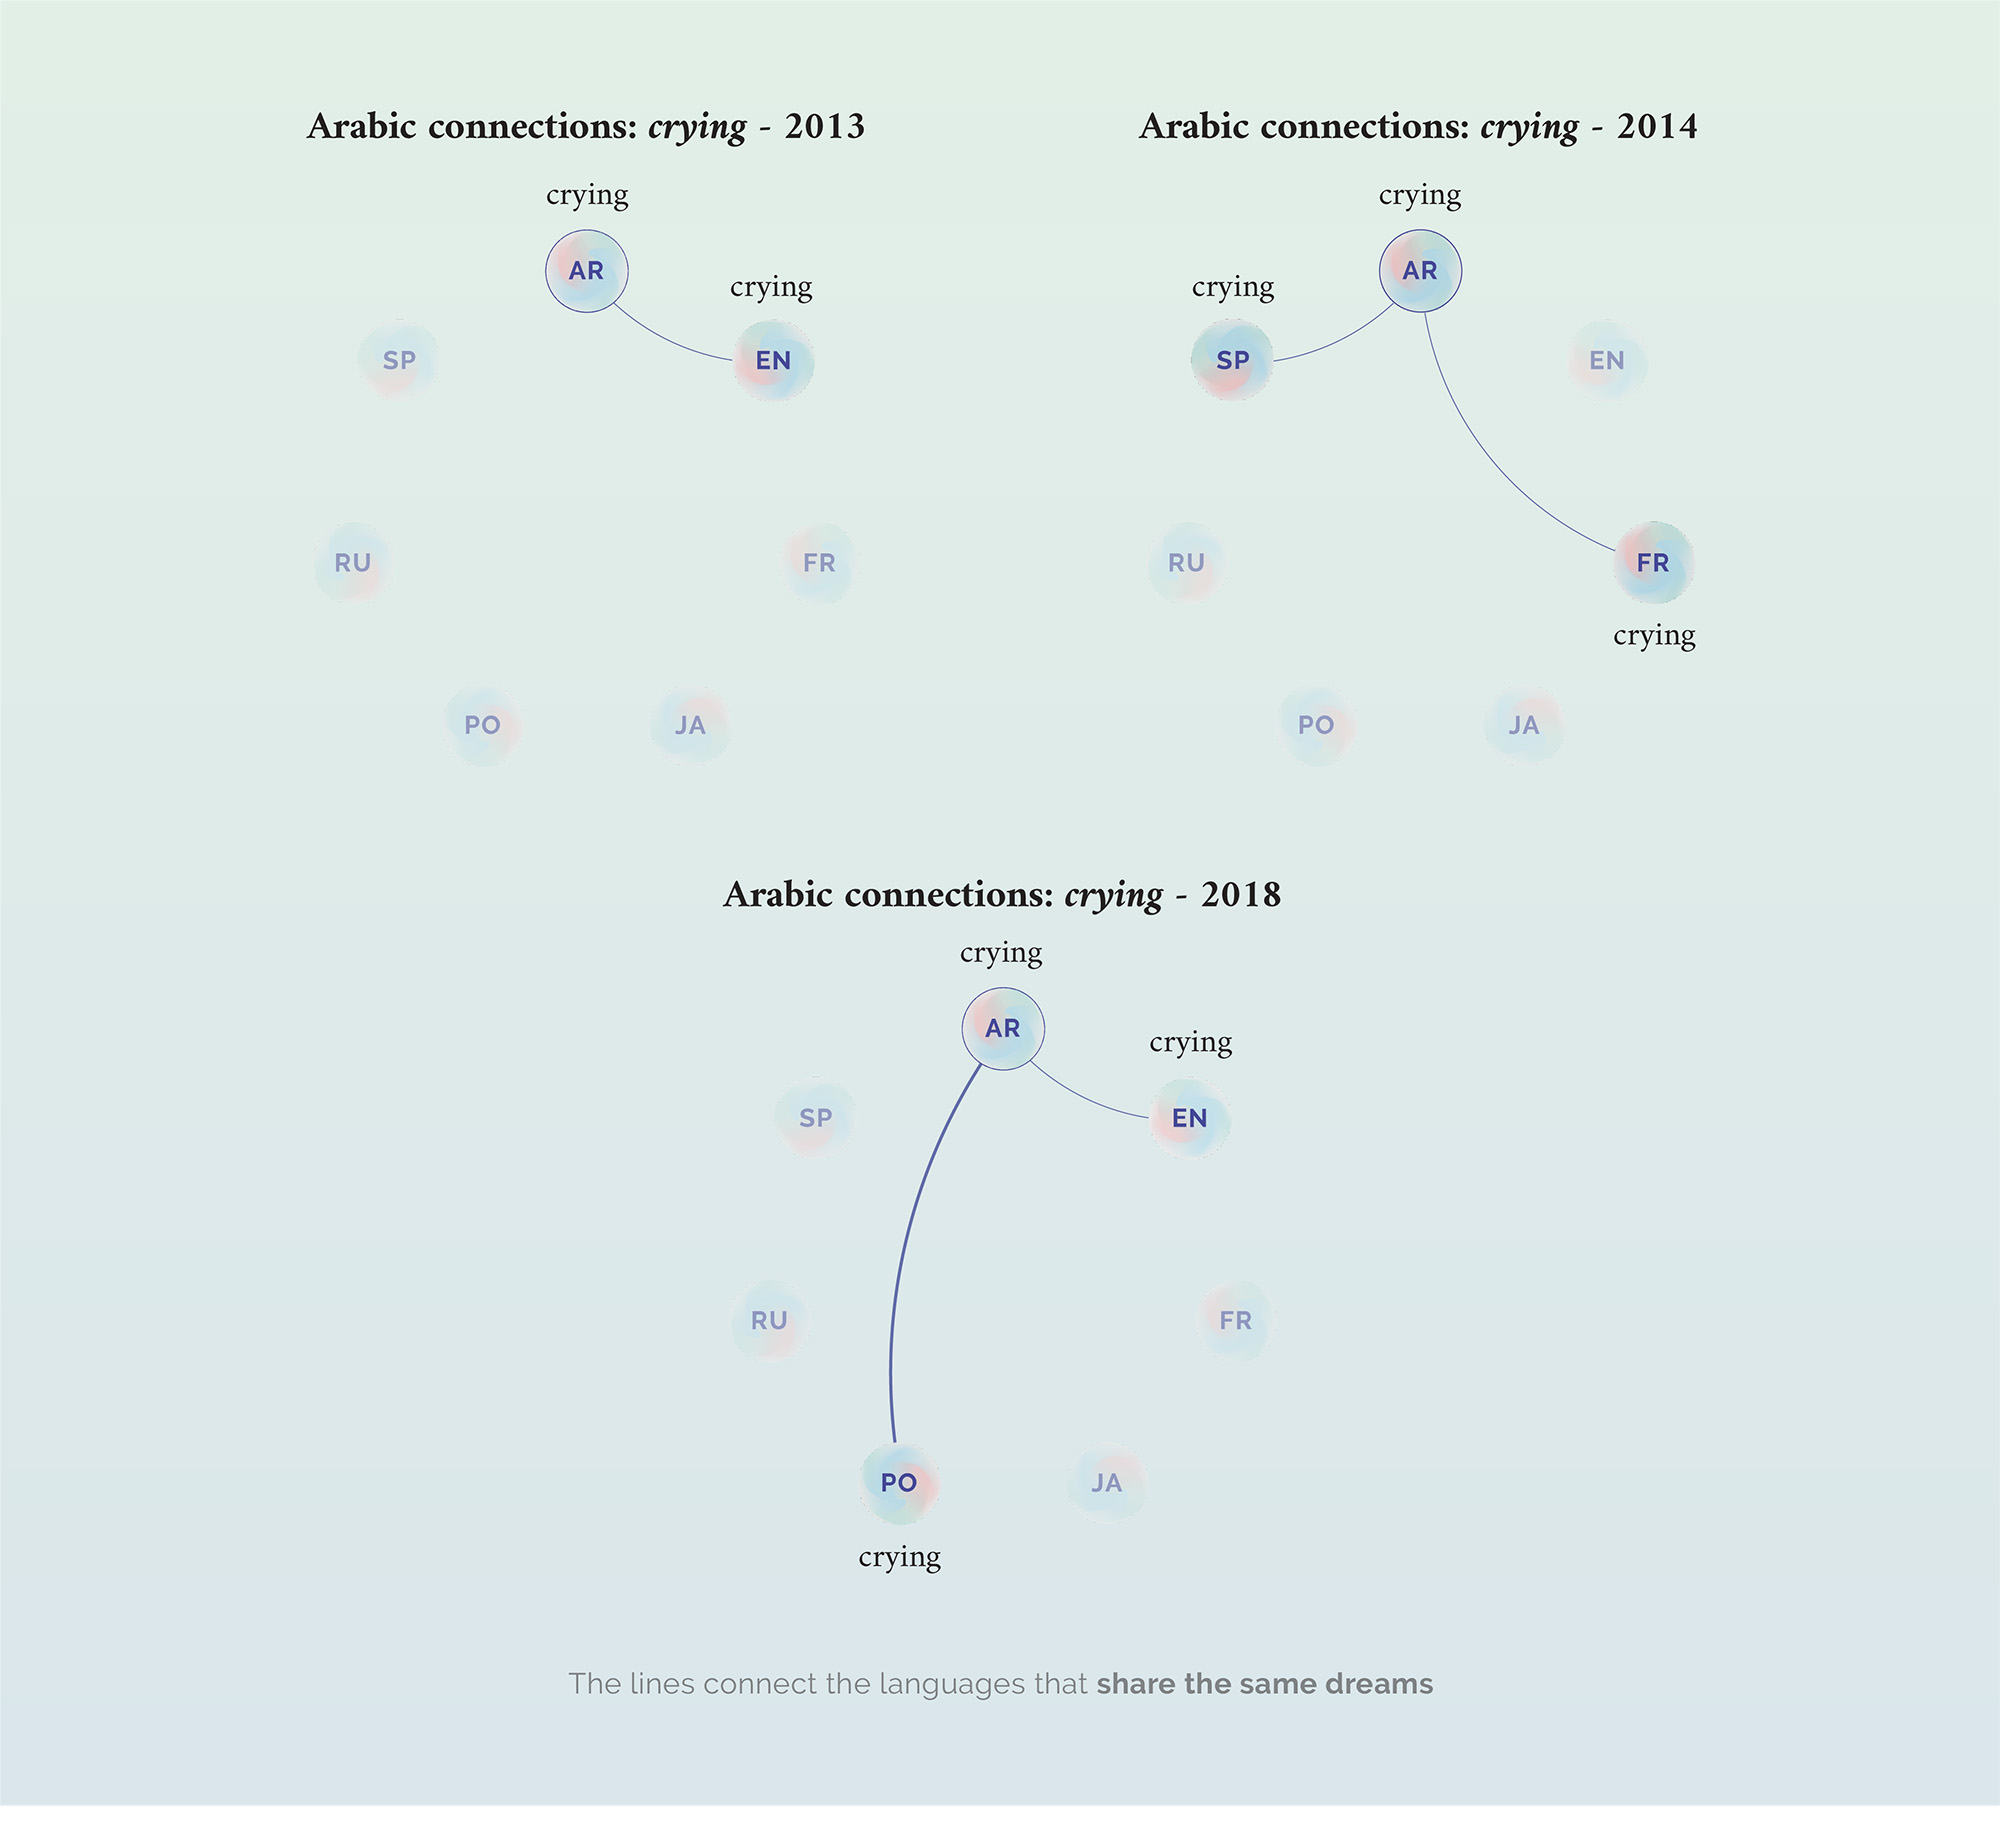 Arabic connections: crying - 2013
crying
AR
crying
EN
SP
RU
FR
PO
JA
Arabic connections: crying - 2014
crying
AR
crying
SP
EN
RU
FR
crying
PO
JA
Arabic connections: crying - 2018
crying
AR
crying
EN
SP
RU
FR
PO
JA
crying
The lines connect the languages that share the same dreams